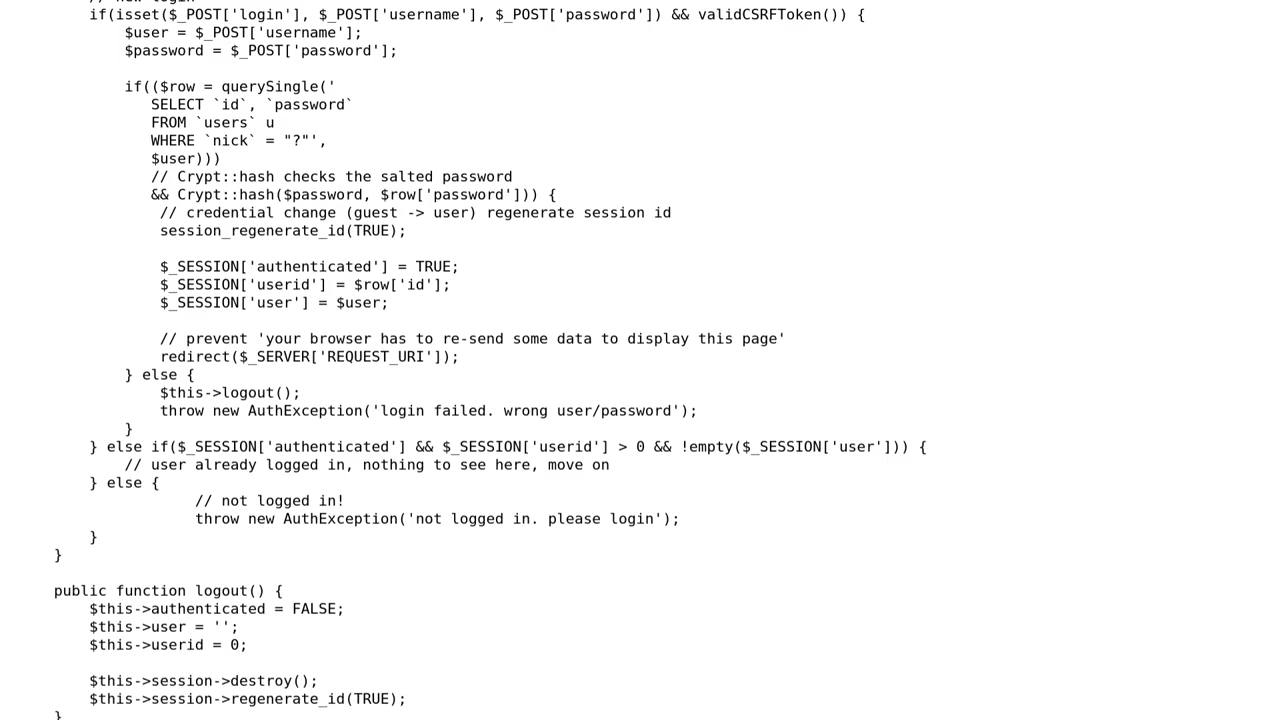 // new login
if(isset($_POST['login'], $_POST['username'], $_POST['password']) && validCSRFToken()) {
$user = $_POST['username'];
$password = $_POST['password'];
if(($row = querySingle('
SELECT `id`, `password`
FROM `users` u
WHERE `nick` = "?"',
$user)))
// Crypt::hash checks the salted password
&& Crypt::hash($password, $row['password'])) {
// credential change (guest -> user) regenerate session id
session_regenerate_id(TRUE);
$_SESSION['authenticated'] = TRUE;
$_SESSION['userid'] = $row['id'];
$_SESSION['user'] = $user;
// prevent 'your browser has to re-send some data to display this page'
redirect($_SERVER['REQUEST_URI']);
} else {
$this->logout();
throw new AuthException('login failed. wrong user/password');
}
} else if($_SESSION['authenticated'] && $_SESSION['userid'] > 0 && !empty($_SESSION['user'])) {
// user already logged in, nothing to see here, move on
} else {
// not logged in!
throw new AuthException('not logged in. please login');
}
}
public function logout() {
$this->authenticated = FALSE;
$this->user = '';
$this->userid = 0;
$this->session->destroy();
$this->session->regenerate_id(TRUE);
}